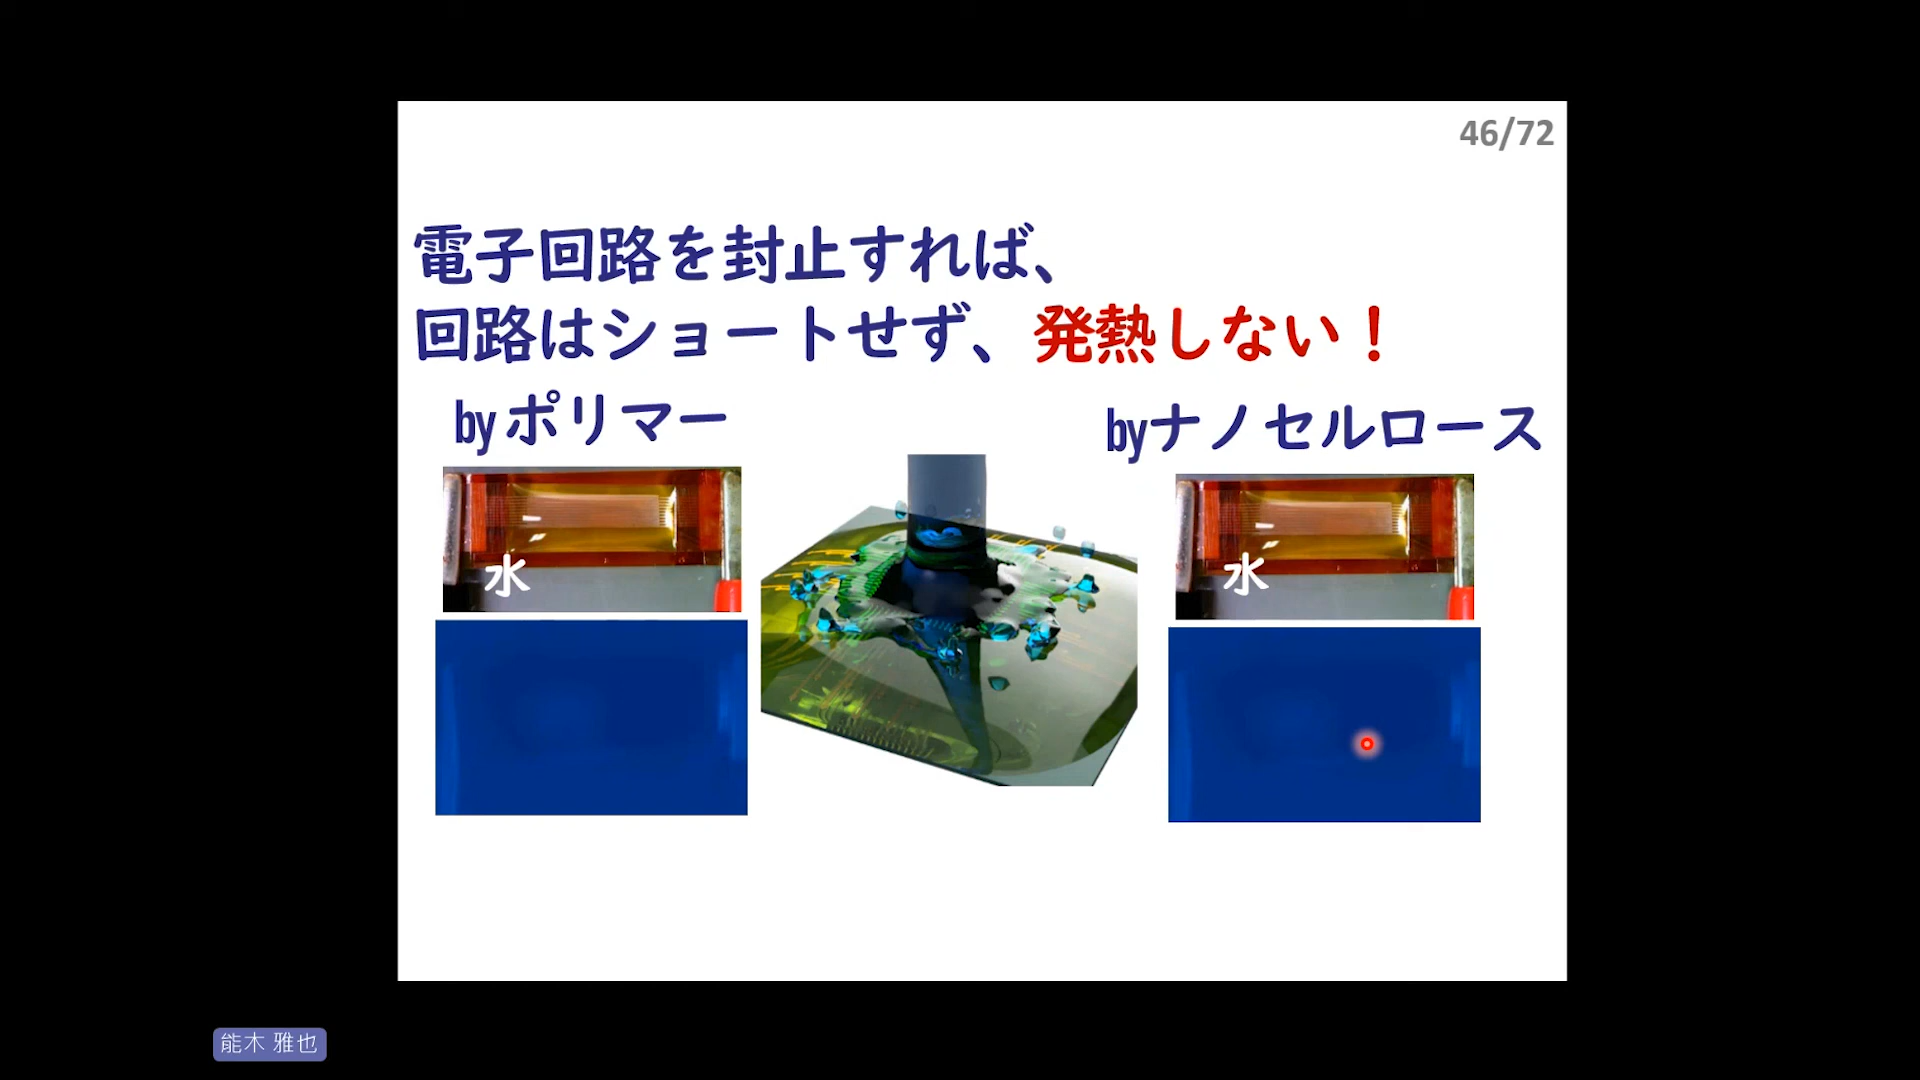 46/72
電子回路を封止すれば、
回路はショートせず、発熱しない！
byポリマー
byナノセルロース
水
水
能木 雅也